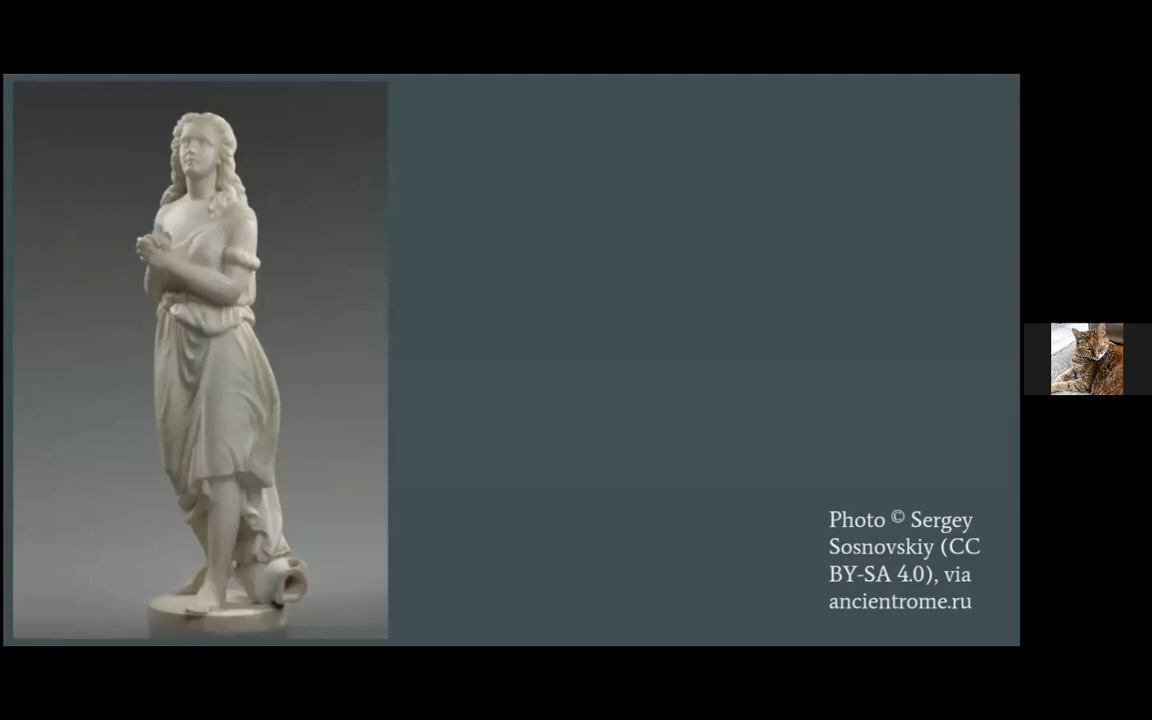 Photo © Sergey
Sosnovskiy (CC
BY-SA 4.0), via
ancientrome.ru